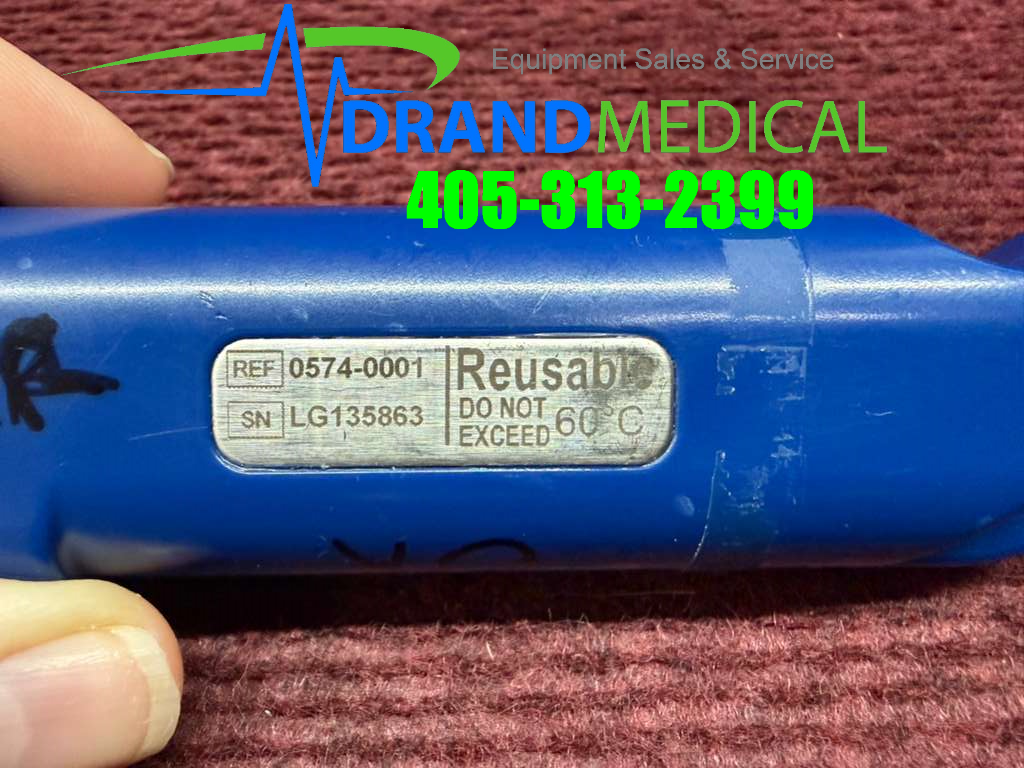 Equipment Sales & Service
DRANDMEDICAL
405-313-2399
REF 0574-0001
SN LG135863
Reusable
DO NOT
EXCEED 60°C